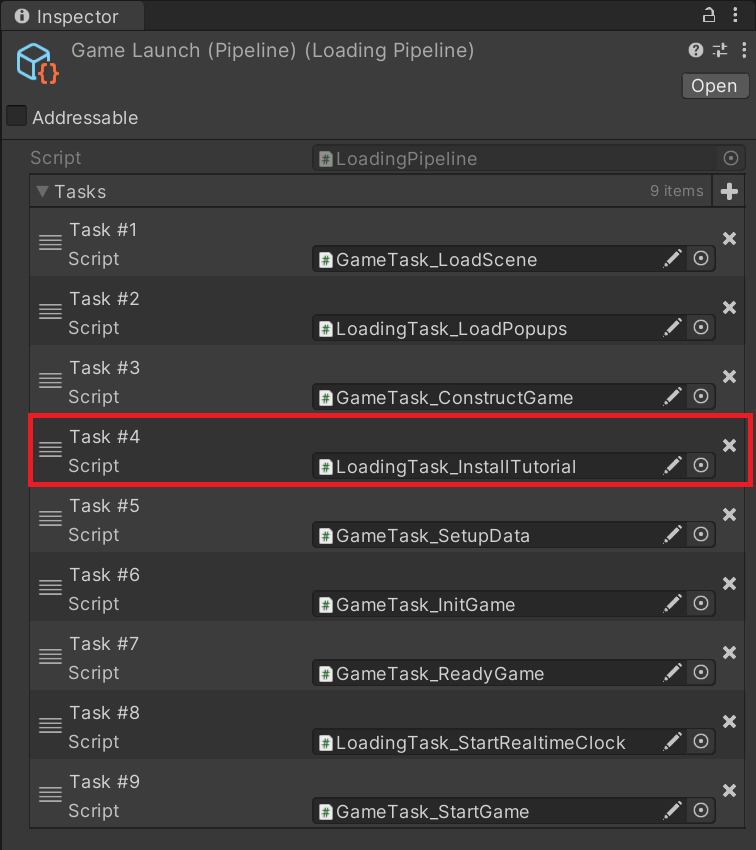 Inspector
Game Launch (Pipeline) (Loading Pipeline)
Open
Addressable
Script LoadingPipeline
Tasks 9 items
Task #1
Script GameTask_LoadScene
Task #2
Script LoadingTask_LoadPopups
Task #3
Script GameTask_ConstructGame
Task #4
Script LoadingTask_InstallTutorial
Task #5
Script GameTask_SetupData
Task #6
Script GameTask_InitGame
Task #7
Script GameTask_ReadyGame
Task #8
Script LoadingTask_StartRealtimeClock
Task #9
Script GameTask_StartGame